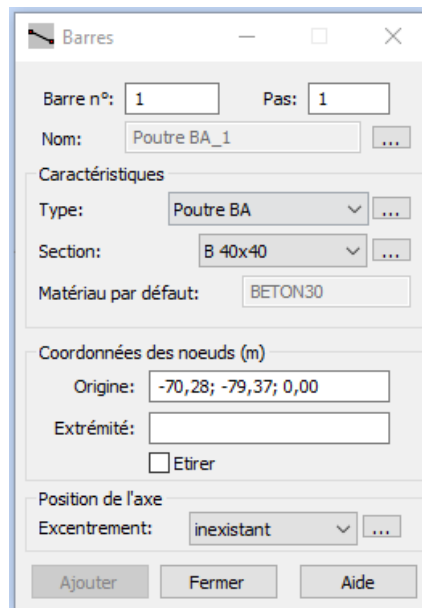 Barres
Barre n°: 1 Pas: 1
Nom: Poutre BA_1 ...
Caractéristiques
Type: Poutre BA ...
Section: B 40x40 ...
Matériau par défaut: BETON30
Coordonnées des noeuds (m)
Origine: -70,28; -79,37; 0,00
Extrémité:
Etirer
Position de l'axe
Excentrement: inexistant ...
Ajouter Fermer Aide